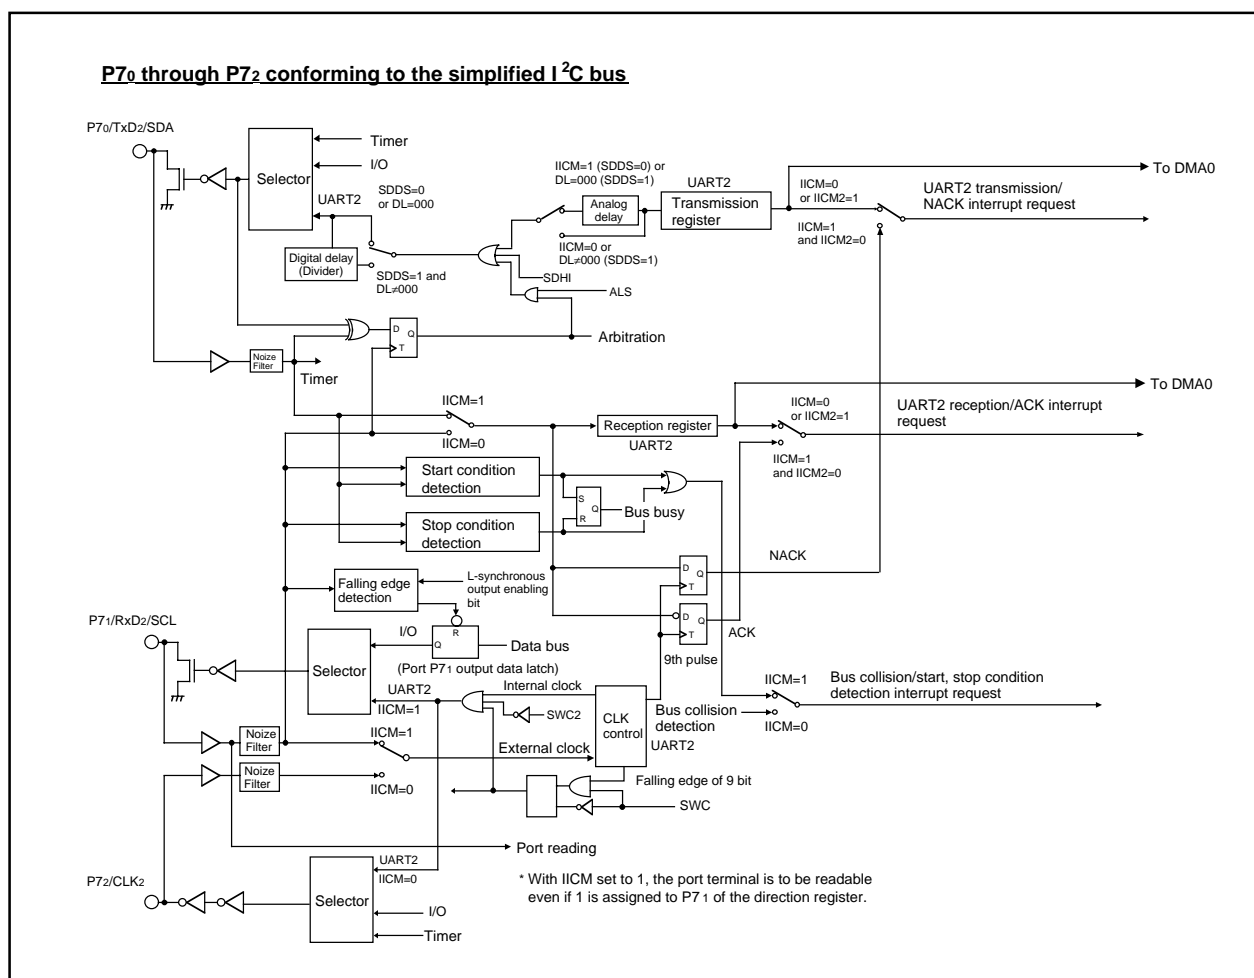 P70 through P72 conforming to the simplified I 2C bus
P70/TxD2/SDA
Timer
I/O
Selector
UART2
SDDS=0
or DL=000
Digital delay
(Divider)
SDDS=1 and
DL≠000
IICM=1 (SDDS=0) or
DL=000 (SDDS=1)
Analog
delay
IICM=0 or
DL≠000 (SDDS=1)
UART2
Transmission
register
SDHI
ALS
IICM=0
or IICM2=1
IICM=1
and IICM2=0
To DMA0
UART2 transmission/
NACK interrupt request
D
Q
T
Arbitration
Noize
Filter
Timer
IICM=1
IICM=0
Reception register
UART2
IICM=0
or IICM2=1
IICM=1
and IICM2=0
To DMA0
UART2 reception/ACK interrupt
request
Start condition
detection
Stop condition
detection
S
R
Q
Bus busy
NACK
D
Q
T
D
Q
T
ACK
9th pulse
Falling edge
detection
L-synchronous
output enabling
bit
P71/RxD2/SCL
I/O
R
Q
Data bus
(Port P71 output data latch)
Selector
UART2
IICM=1
Internal clock
SWC2
CLK
control
UART2
Bus collision
detection
IICM=1
IICM=0
Bus collision/start, stop condition
detection interrupt request
Noize
Filter
IICM=1
External clock
Noize
Filter
IICM=0
Falling edge of 9 bit
SWC
Port reading
P72/CLK2
UART2
IICM=0
Selector
I/O
Timer
* With IICM set to 1, the port terminal is to be readable
even if 1 is assigned to P71 of the direction register.